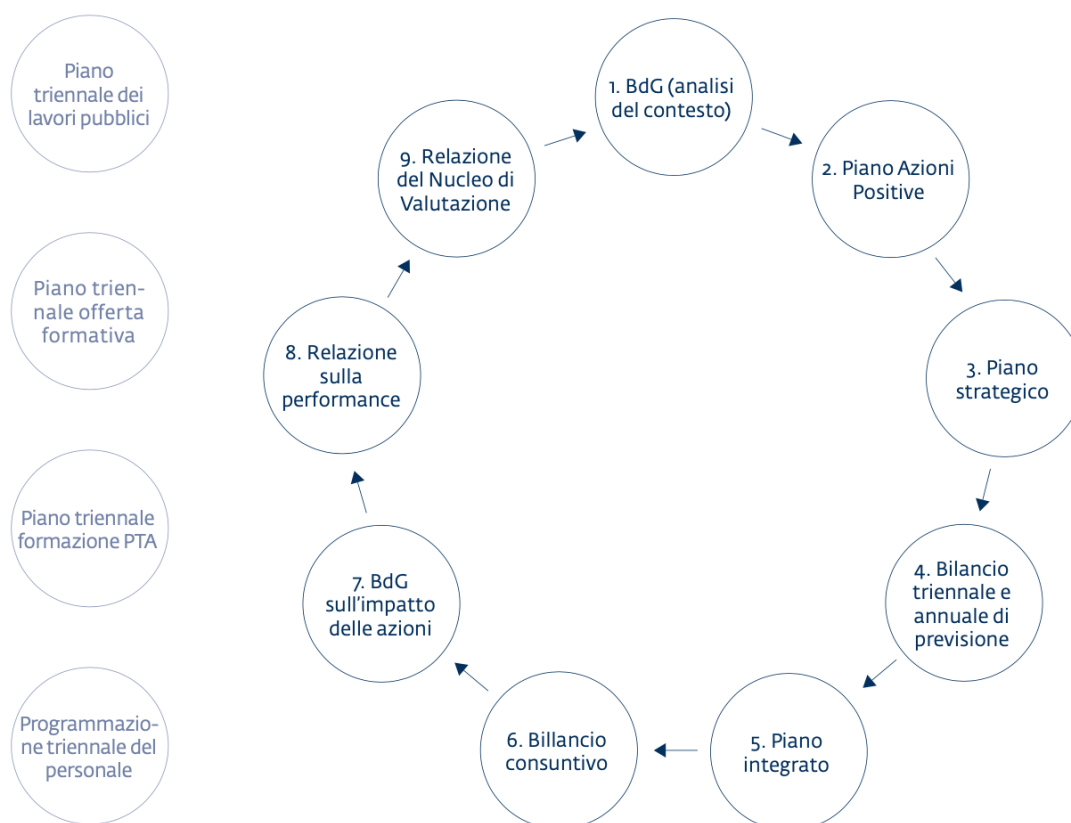 Piano
triennale dei
lavori pubblici
Piano trien-
nale offerta
formativa
Piano triennale
formazione PTA
Programmazio-
ne triennale del
personale
1. BdG (analisi
del contesto)
2. Piano Azioni
Positive
3. Piano
strategico
4. Bilancio
triennale e
annuale di
previsione
5. Piano
integrato
6. Billancio
consuntivo
7. BdG
sull'impatto
delle azioni
8. Relazione
sulla
performance
9. Relazione
del Nucleo di
Valutazione